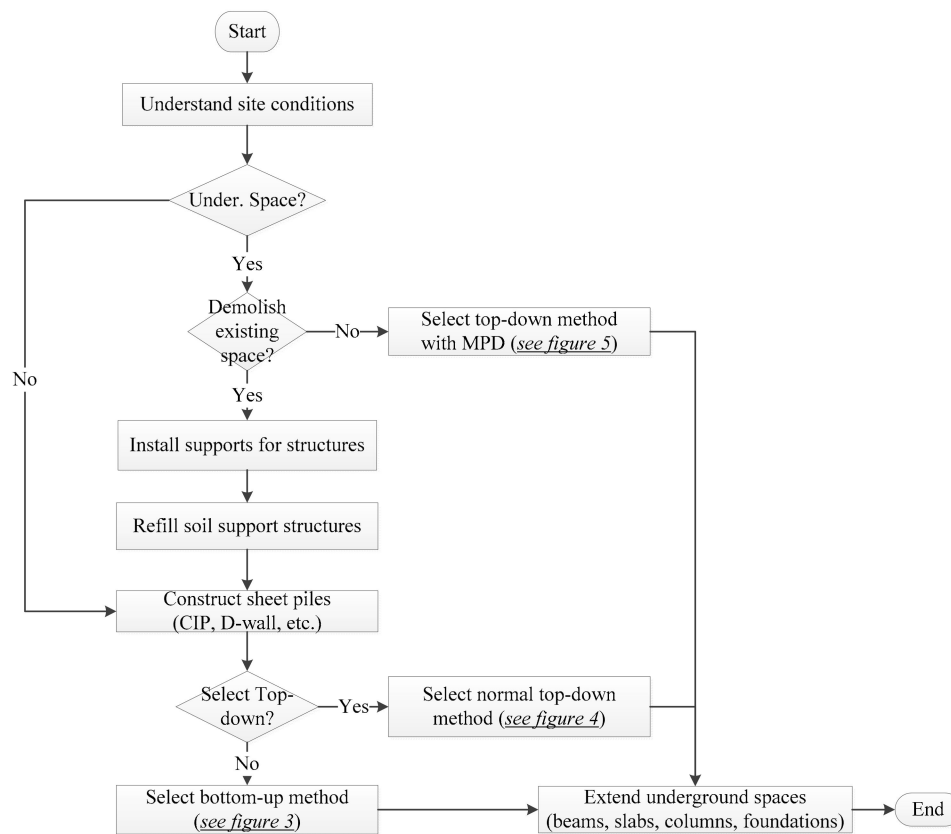 Start
Understand site conditions
Under. Space?
Yes
Demolish
existing
space?
No
Select top-down method
with MPD (see figure 5)
No
Yes
Install supports for structures
Refill soil support structures
Construct sheet piles
(CIP, D-wall, etc.)
Select Top-
down?
Yes
Select normal top-down
method (see figure 4)
No
Select bottom-up method
(see figure 3)
Extend underground spaces
(beams, slabs, columns, foundations)
End